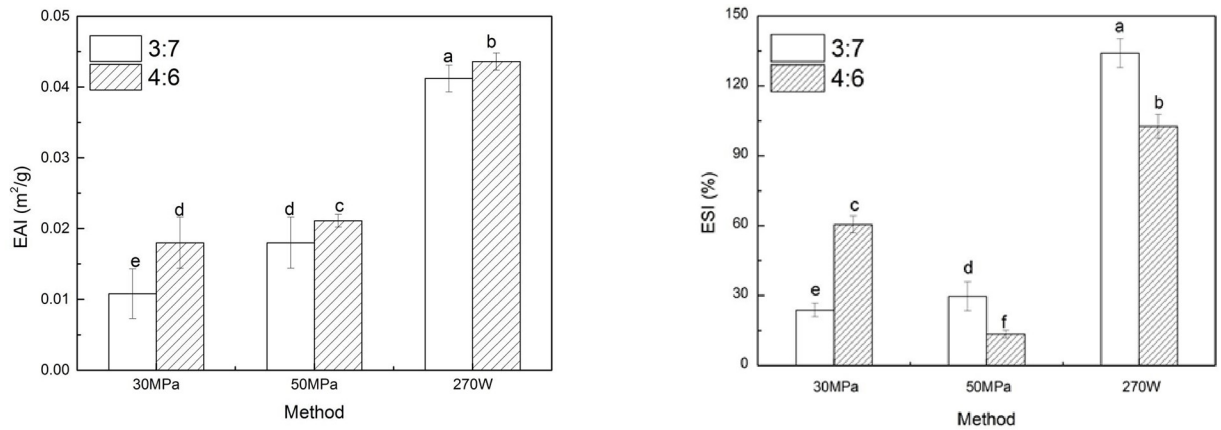 0.05
0.04
0.03
0.02
0.01
0.00
EAI (m²/g)
3:7
4:6
e
d
d
c
a
b
30MPa
50MPa
270W
Method
150
120
90
60
30
0
ESI (%)
3:7
4:6
e
c
d
f
a
b
30MPa
50MPa
270W
Method